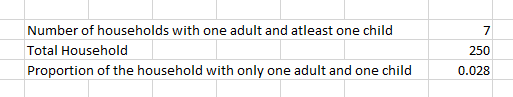 Number of households with one adult and atleast one child 7
Total Household 250
Proportion of the household with only one adult and one child 0.028